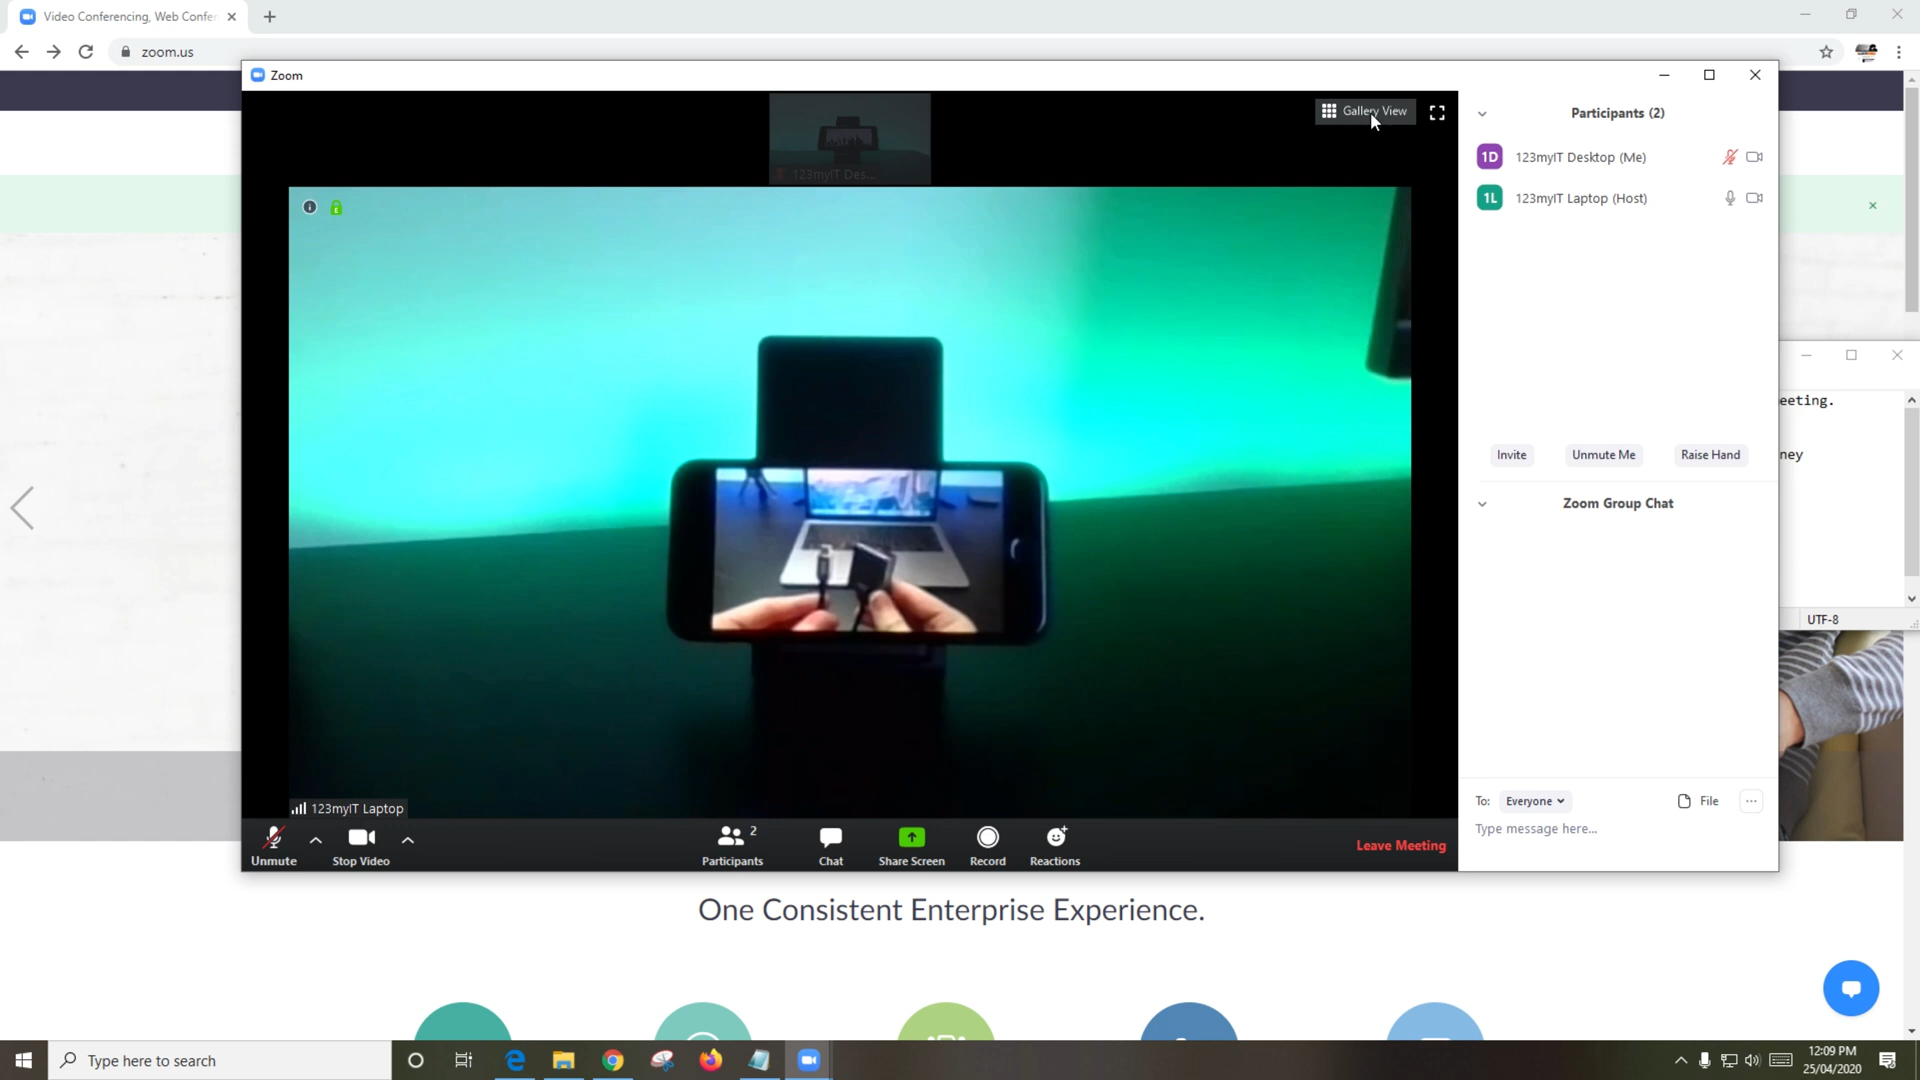 Video Conferencing, Web Confer
zoom.us
Zoom
Gallery View
Participants (2)
123myIT Des...
1D 123myIT Desktop (Me)
1L 123myIT Laptop (Host)
eeting.
ney
Invite Unmute Me Raise Hand
Zoom Group Chat
UTF-8
To: Everyone File
Type message here...
123myIT Laptop
2
Unmute Stop Video Participants Chat Share Screen Record Reactions Leave Meeting
One Consistent Enterprise Experience.
Type here to search
12:09 PM
25/04/2020